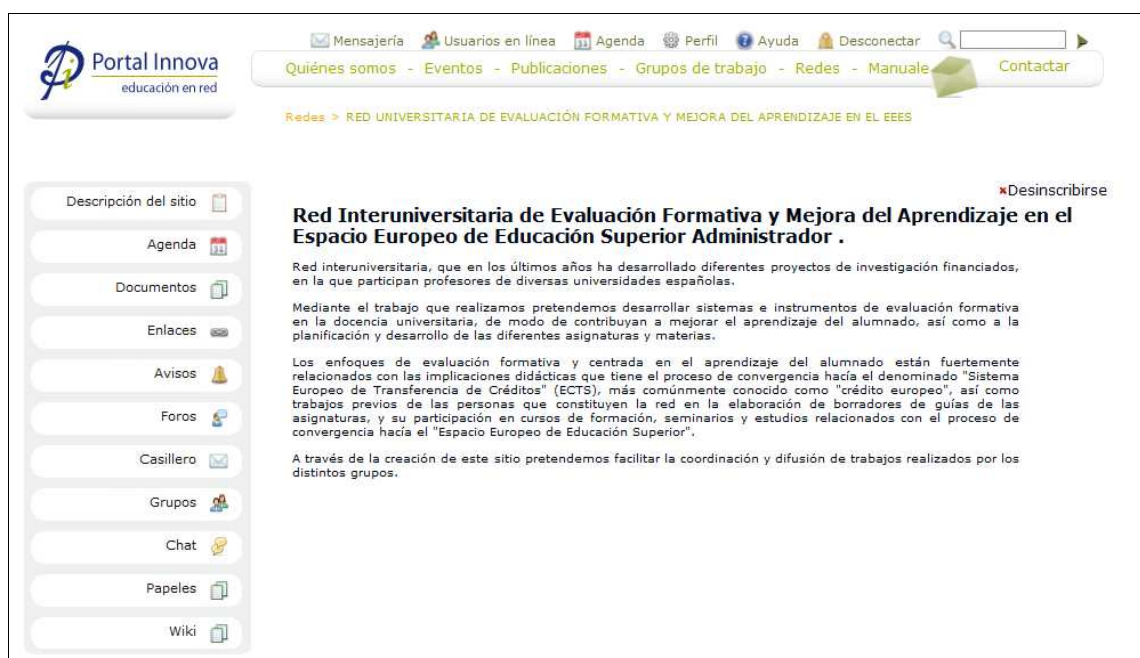 Mensajería Usuarios en línea Agenda Perfil Ayuda Desconectar
Portal Innova
educación en red
Quiénes somos - Eventos - Publicaciones - Grupos de trabajo - Redes - Manuale Contactar
Redes > RED UNIVERSITARIA DE EVALUACIÓN FORMATIVA Y MEJORA DEL APRENDIZAJE EN EL EEES
Desinscribirse
Descripción del sitio
Agenda
Documentos
Enlaces
Avisos
Foros
Casillero
Grupos
Chat
Papeles
Wiki
Red Interuniversitaria de Evaluación Formativa y Mejora del Aprendizaje en el
Espacio Europeo de Educación Superior Administrador .
Red interuniversitaria, que en los últimos años ha desarrollado diferentes proyectos de investigación financiados,
en la que participan profesores de diversas universidades españolas.
Mediante el trabajo que realizamos pretendemos desarrollar sistemas e instrumentos de evaluación formativa
en la docencia universitaria, de modo de contribuyan a mejorar el aprendizaje del alumnado, así como a la
planificación y desarrollo de las diferentes asignaturas y materias.
Los enfoques de evaluación formativa y centrada en el aprendizaje del alumnado están fuertemente
relacionados con las implicaciones didácticas que tiene el proceso de convergencia hacía el denominado "Sistema
Europeo de Transferencia de Créditos" (ECTS), más comúnmente conocido como "crédito europeo", así como
trabajos previos de las personas que constituyen la red en la elaboración de borradores de guías de las
asignaturas, y su participación en cursos de formación, seminarios y estudios relacionados con el proceso de
convergencia hacía el "Espacio Europeo de Educación Superior".
A través de la creación de este sitio pretendemos facilitar la coordinación y difusión de trabajos realizados por los
distintos grupos.